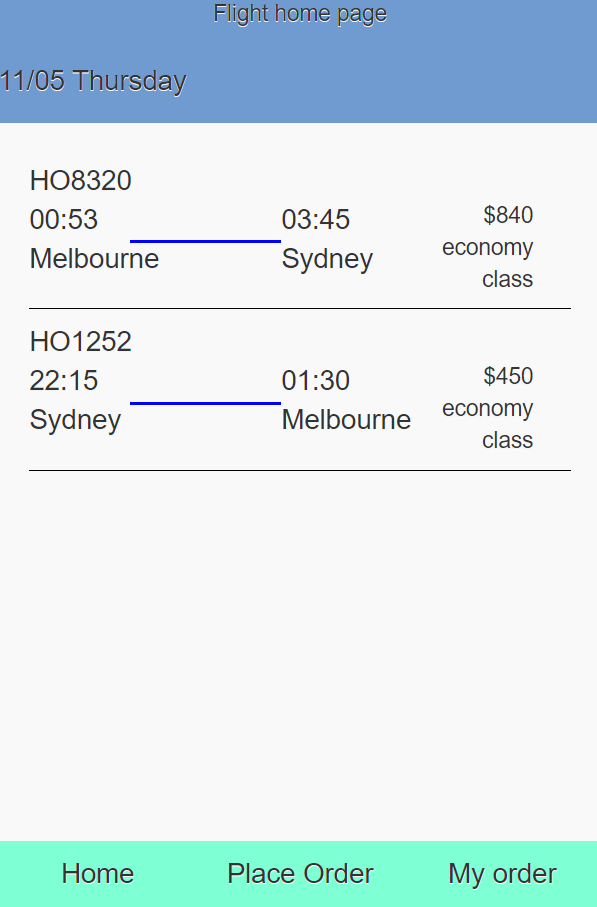 Flight home page
11/05 Thursday
HO8320
00:53 03:45 $840
Melbourne Sydney economy class
HO1252
22:15 01:30 $450
Sydney Melbourne economy class
Home Place Order My order